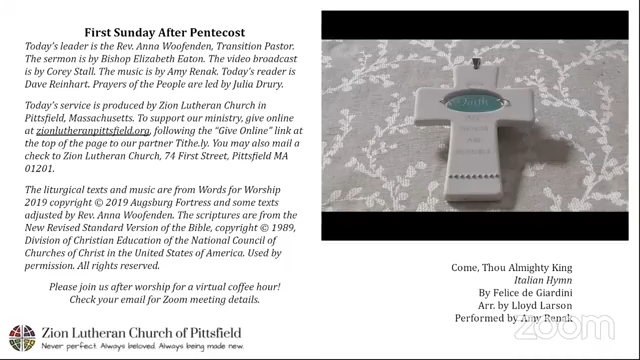 First Sunday After Pentecost
Today's leader is the Rev. Anna Woofenden, Transition Pastor.
The sermon is by Bishop Elizabeth Eaton. The video broadcast
is by Corey Stall. The music is by Amy Renak. Today's reader is
Dave Reinhart. Prayers of the People are led by Julia Drury.
Today's service is produced by Zion Lutheran Church in
Pittsfield, Massachusetts. To support our ministry, give online
at zionlutheranpittsfield.org, following the "Give Online" link at
the top of the page to our partner Tithe.ly. You may also mail a
check to Zion Lutheran Church, 74 First Street, Pittsfield MA
01201.
The liturgical texts and music are from Words for Worship
2019 copyright © 2019 Augsburg Fortress and some texts
adjusted by Rev. Anna Woofenden. The scriptures are from the
New Revised Standard Version of the Bible, copyright © 1989,
Division of Christian Education of the National Council of
Churches of Christ in the United States of America. Used by
permission. All rights reserved.
Please join us after worship for a virtual coffee hour!
Check your email for Zoom meeting details.
Zion Lutheran Church of Pittsfield
Never perfect. Always beloved. Always being made new.
Faith
Come, Thou Almighty King
Italian Hymn
By Felice de Giardini
Arr. by Lloyd Larson
Performed by Amy Renak
zoom